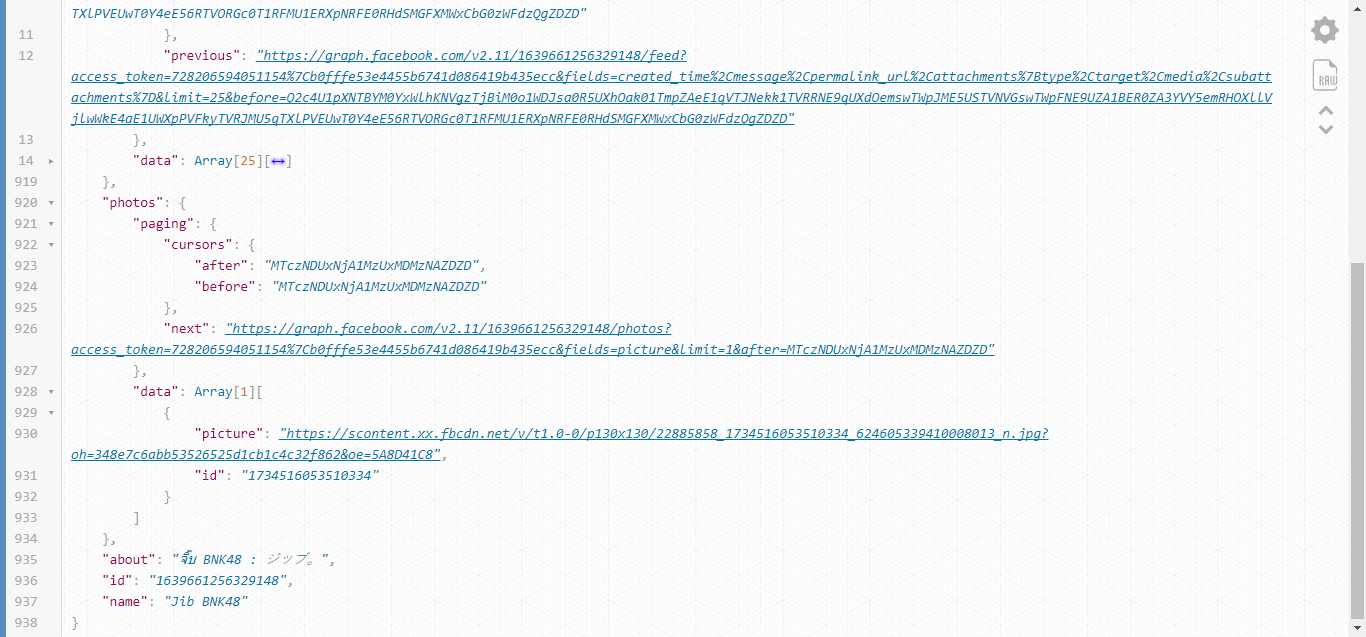 TXlPVEUwT0Y4eE56RTVORGc0T1RFMU1ERXpNRFE0RHdSMGFXMWxCbG0zWFdzQgZDZD"
11 },
12 "previous": "https://graph.facebook.com/v2.11/1639661256329148/feed?
access_token=728206594051154%7Cb0fffe53e4455b6741d086419b435ecc&fields=created_time%2Cmessage%2Cpermalink_url%2Cattachments%7Btype%2Ctarget%2Cmedia%2Csubatt
achments%7D&limit=25&before=Q2c4U1pXNTBYM0YxWlhKNVgzTjBiM0o1WDJsa0R5UXhOak01TmpZAeE1qVTJNekk1TVRRNE9qUXdOemswTWpJME5USTVNVGswTWpFNE9UZA1BER0ZA3YVY5emRHOXllV
jlwWkE4aE1UWXpPVFkyTVRJMU5qTXlPVEUwT0Y4eE56RTVORGc0T1RFMU1ERXpNRFE0RHdSMGFXMWxCbG0zWFdzQgZDZD"
13 },
14 "data": Array[25][↔]
919 },
920 "photos": {
921 "paging": {
922 "cursors": {
923 "after": "MTczNDUxNjA1MzUxMDMzNAZDZD",
924 "before": "MTczNDUxNjA1MzUxMDMzNAZDZD"
925 },
926 "next": "https://graph.facebook.com/v2.11/1639661256329148/photos?
access_token=728206594051154%7Cb0fffe53e4455b6741d086419b435ecc&fields=picture&limit=1&after=MTczNDUxNjA1MzUxMDMzNAZDZD"
927 },
928 "data": Array[1][
929 {
930 "picture": "https://scontent.xx.fbcdn.net/v/t1.0-0/p130x130/22885858_1734516053510334_624605339410008013_n.jpg?
oh=348e7c6abb53526525d1cb1c4c32f862&oe=5A8D41C8",
931 "id": "1734516053510334"
932 }
933 ]
934 },
935 "about": "จิ๊บ BNK48 : ジップ。",
936 "id": "1639661256329148",
937 "name": "Jib BNK48"
938 }
RAW